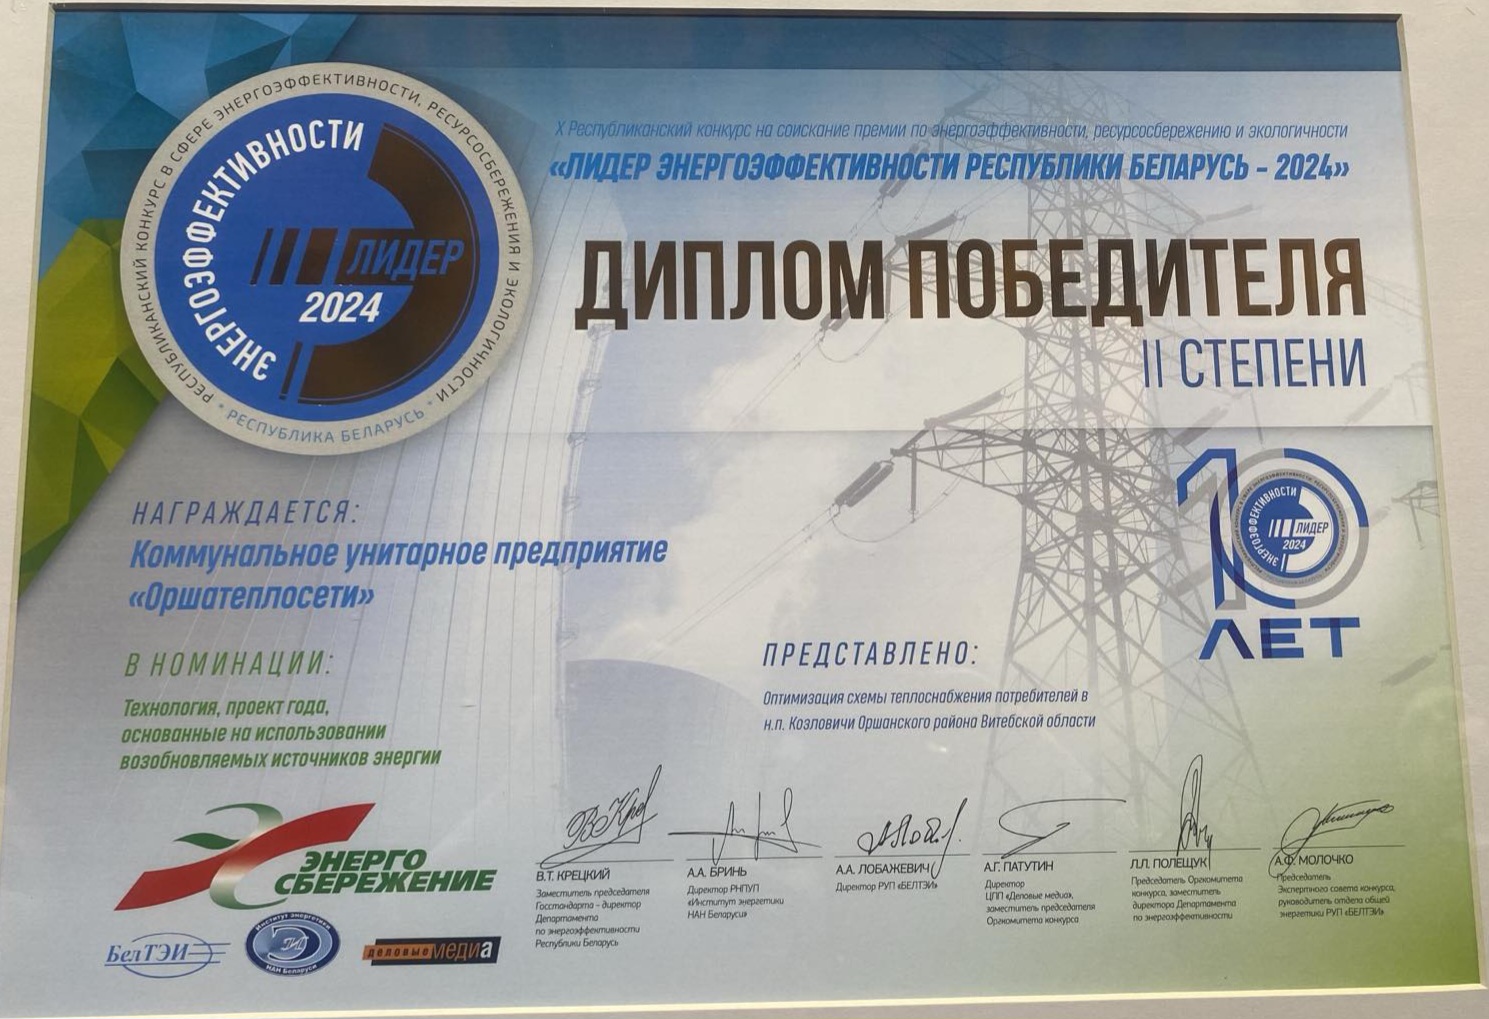 X Республиканский конкурс на соискание премии по энергоэффективности, ресурсосбережению и экологичности
«ЛИДЕР ЭНЕРГОЭФФЕКТИВНОСТИ РЕСПУБЛИКИ БЕЛАРУСЬ – 2024»
РЕСПУБЛИКАНСКИЙ КОНКУРС В СФЕРЕ ЭНЕРГОЭФФЕКТИВНОСТИ, РЕСУРСОСБЕРЕЖЕНИЯ И ЭКОЛОГИЧНОСТИ
* РЕСПУБЛИКА БЕЛАРУСЬ *
ЭНЕРГОЭФФЕКТИВНОСТИ
ЛИДЕР
2024
ДИПЛОМ ПОБЕДИТЕЛЯ
II СТЕПЕНИ
10
ЭНЕРГОЭФФЕКТИВНОСТИ
ЛИДЕР
2024
ЛЕТ
НАГРАЖДАЕТСЯ:
Коммунальное унитарное предприятие
«Оршатеплосети»
В НОМИНАЦИИ:
Технология, проект года,
основанные на использовании
возобновляемых источников энергии
ПРЕДСТАВЛЕНО:
Оптимизация схемы теплоснабжения потребителей в
н.п. Козловичи Оршанского района Витебской области
ЭНЕРГО
СБЕРЕЖЕНИЕ
БелТЭИ
Институт энергетики
НАН Беларуси
деловые медиа
В.Т. КРЕЦКИЙ
Заместитель председателя
Госстандарта - директор
Департамента
по энергоэффективности
Республики Беларусь
А.А. БРИНЬ
Директор РНПУП
«Институт энергетики
НАН Беларуси»
А.А. ЛОБАЖЕВИЧ
Директор РУП «БЕЛТЭИ»
А.Г. ПАТУТИН
Директор
ЦПП «Деловые медиа»,
заместитель председателя
Оргкомитета конкурса
Л.Л. ПОЛЕЩУК
Председатель Оргкомитета
конкурса, заместитель
директора Департамента
по энергоэффективности
А.Ф. МОЛОЧКО
Председатель
Экспертного совета конкурса,
руководитель отдела общей
энергетики РУП «БЕЛТЭИ»